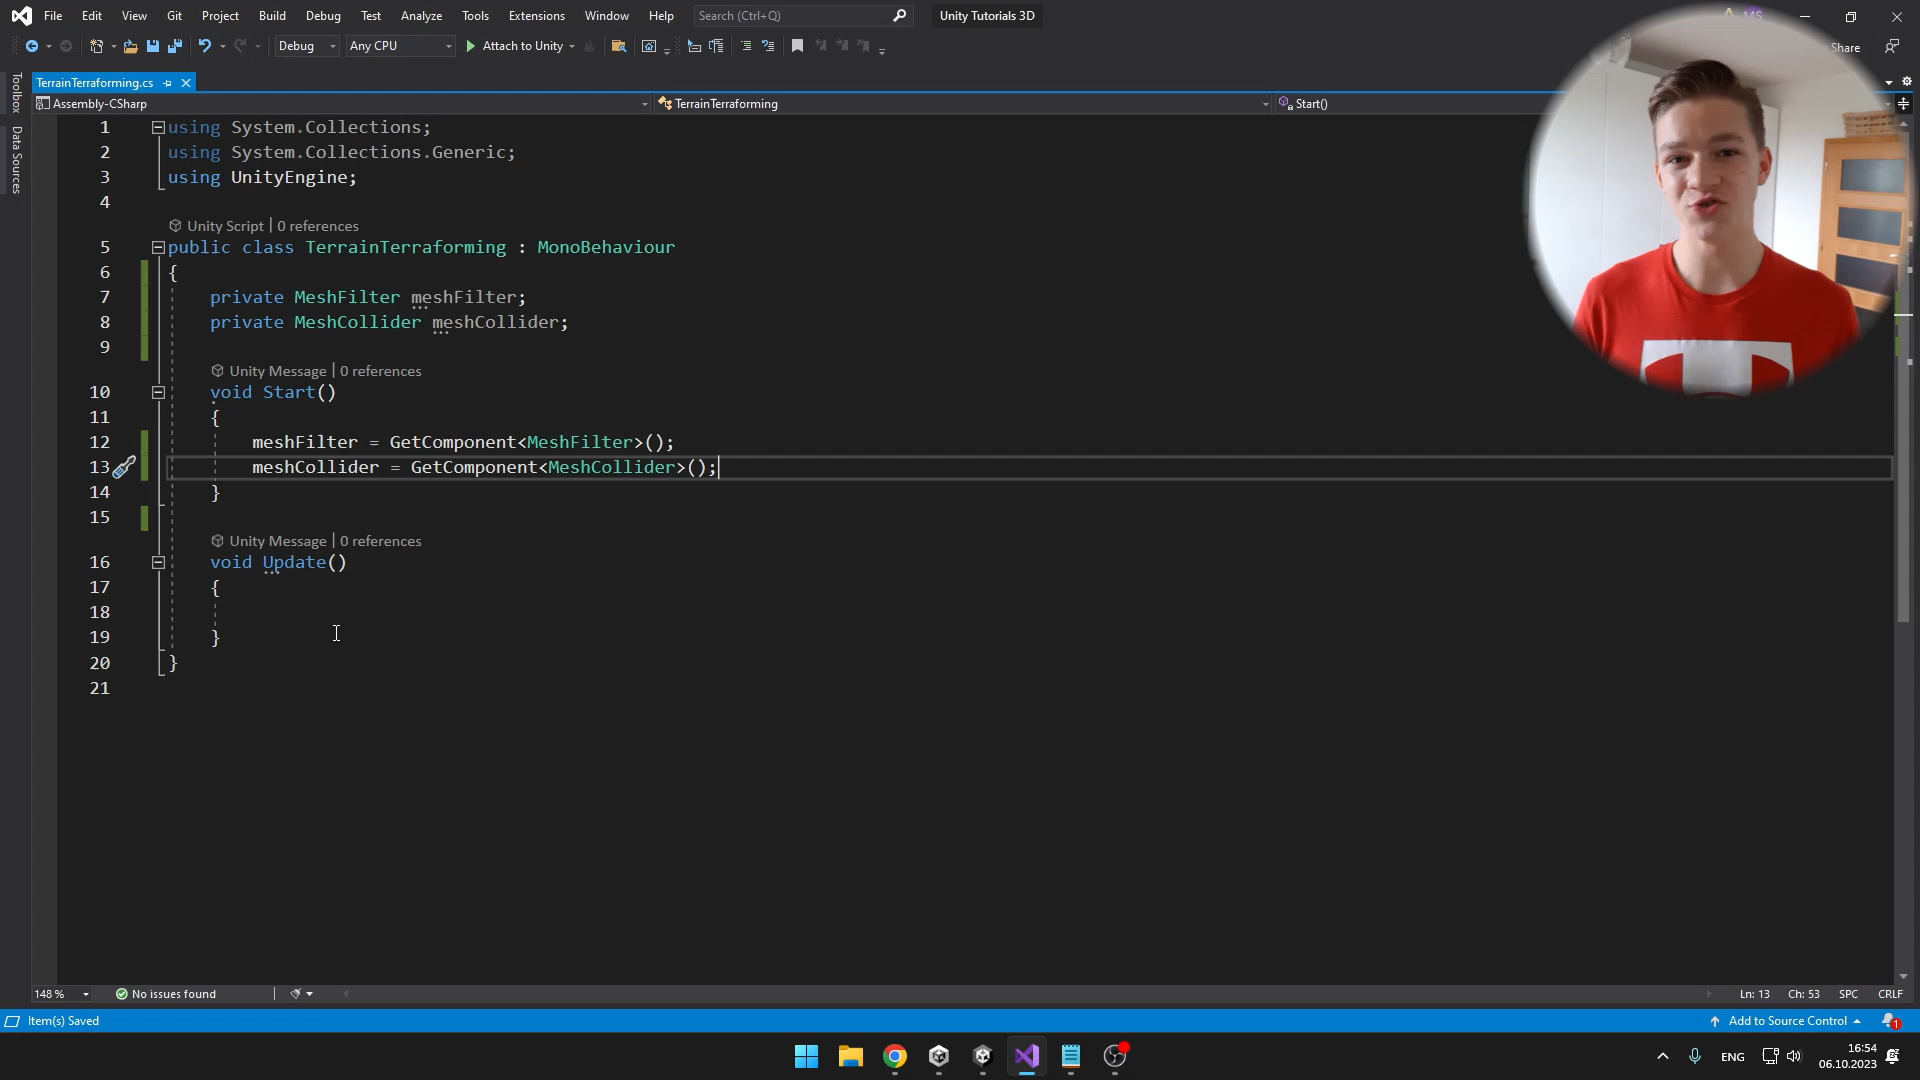 File Edit View Git Project Build Debug Test Analyze Tools Extensions Window Help Search (Ctrl+Q) Unity Tutorials 3D
Debug Any CPU Attach to Unity Share
TerrainTerraforming.cs
Toolbox
Data Sources
Assembly-CSharp TerrainTerraforming Start()
1 using System.Collections;
2 using System.Collections.Generic;
3 using UnityEngine;
4
Unity Script | 0 references
5 public class TerrainTerraforming : MonoBehaviour
6 {
7 private MeshFilter meshFilter;
8 private MeshCollider meshCollider;
9
Unity Message | 0 references
10 void Start()
11 {
12 meshFilter = GetComponent<MeshFilter>();
13 meshCollider = GetComponent<MeshCollider>();
14 }
15
Unity Message | 0 references
16 void Update()
17 {
18
19 }
20 }
21
148 % No issues found Ln: 13 Ch: 53 SPC CRLF
Item(s) Saved Add to Source Control 1
ENG 16:54
06.10.2023